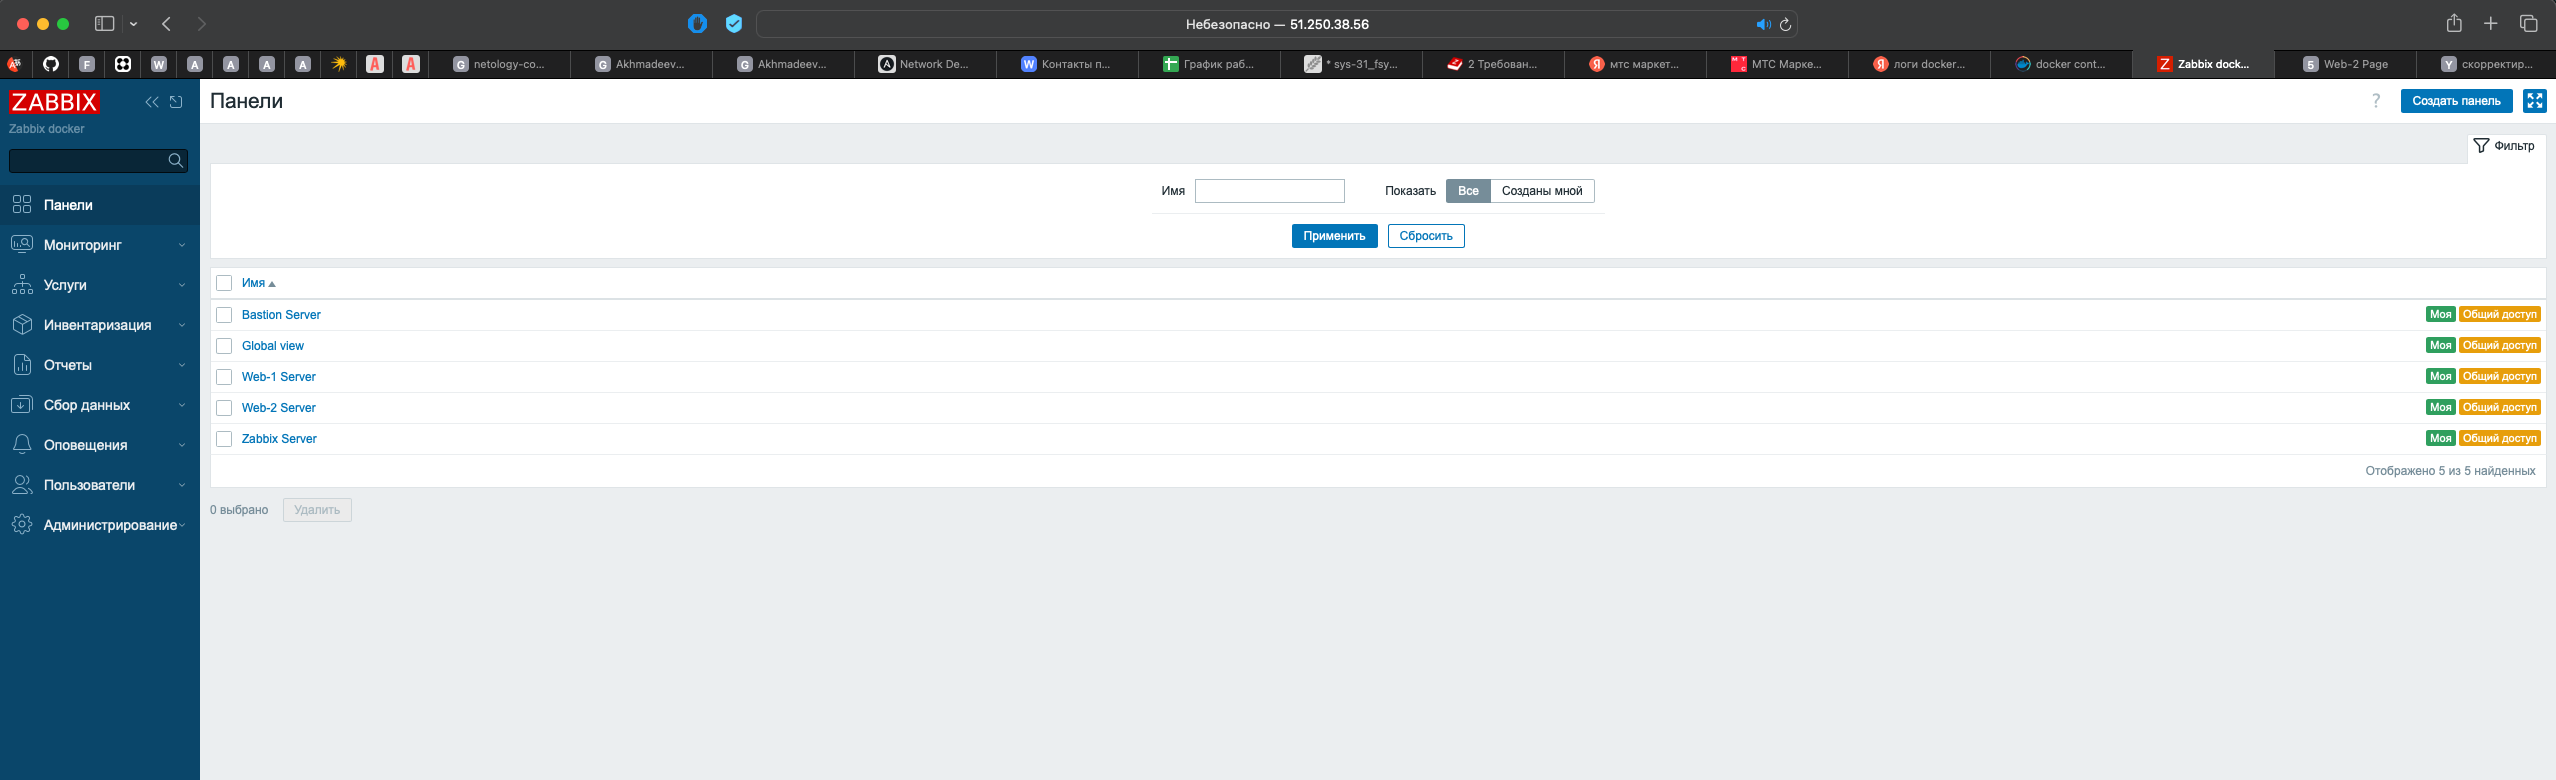 Небезопасно — 51.250.38.56
F W A A A A A A G netology-co... G Akhmadeev... G Akhmadeev... A Network De... W Контакты п... График раб... * sys-31_fsy... 2 Требован... Я мтс маркет... МТС МТС Марке... Я логи docker... docker cont... Z Zabbix dock... 5 Web-2 Page Y скорректир...
ZABBIX
Zabbix docker
Панели
Мониторинг
Услуги
Инвентаризация
Отчеты
Сбор данных
Оповещения
Пользователи
Администрирование
Панели ? Создать панель
Фильтр
Имя Показать Все Созданы мной
Применить Сбросить
Имя
Bastion Server Моя Общий доступ
Global view Моя Общий доступ
Web-1 Server Моя Общий доступ
Web-2 Server Моя Общий доступ
Zabbix Server Моя Общий доступ
Отображено 5 из 5 найденных
0 выбрано Удалить